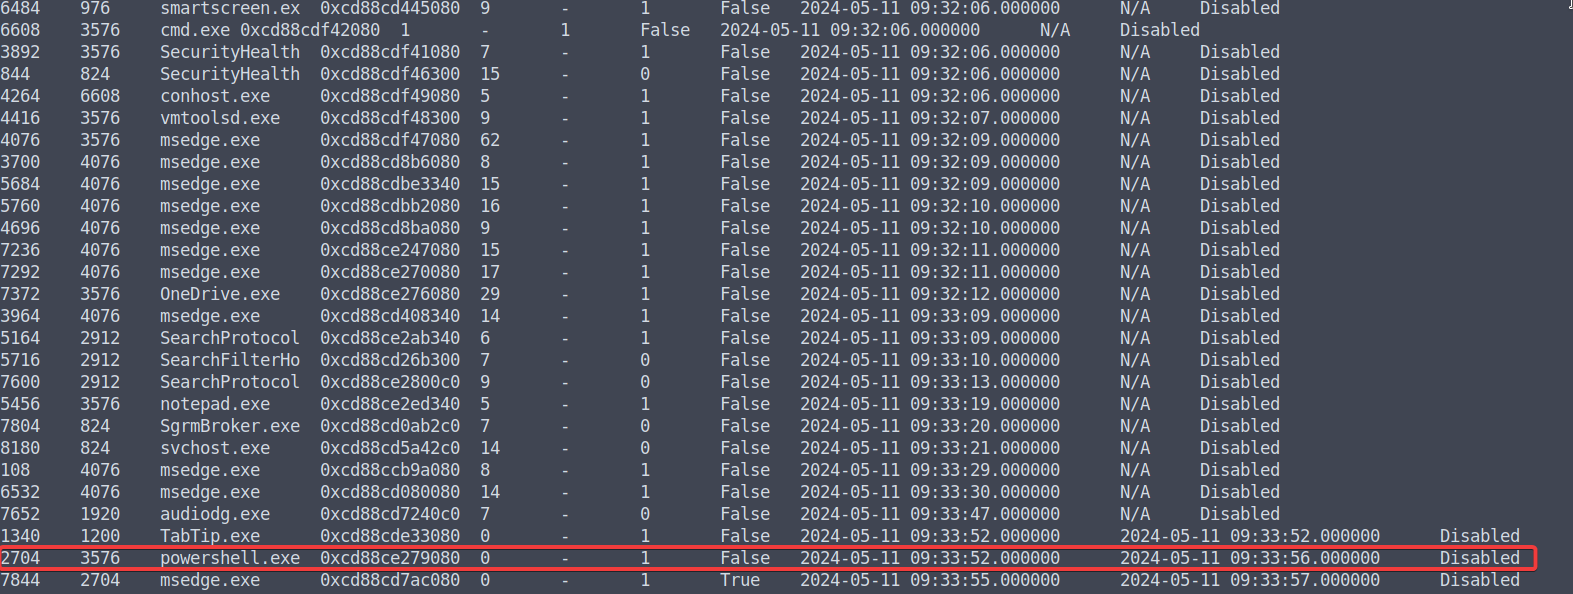 6484 976 smartscreen.ex 0xcd88cd445080 9 - 1 False 2024-05-11 09:32:06.000000 N/A Disabled
6608 3576 cmd.exe 0xcd88cdf42080 1 - 1 False 2024-05-11 09:32:06.000000 N/A Disabled
3892 3576 SecurityHealth 0xcd88cdf41080 7 - 1 False 2024-05-11 09:32:06.000000 N/A Disabled
844 824 SecurityHealth 0xcd88cdf46300 15 - 0 False 2024-05-11 09:32:06.000000 N/A Disabled
4264 6608 conhost.exe 0xcd88cdf49080 5 - 1 False 2024-05-11 09:32:06.000000 N/A Disabled
4416 3576 vmtoolsd.exe 0xcd88cdf48300 9 - 1 False 2024-05-11 09:32:07.000000 N/A Disabled
4076 3576 msedge.exe 0xcd88cdf47080 62 - 1 False 2024-05-11 09:32:09.000000 N/A Disabled
3700 4076 msedge.exe 0xcd88cd8b6080 8 - 1 False 2024-05-11 09:32:09.000000 N/A Disabled
5684 4076 msedge.exe 0xcd88cdbe3340 15 - 1 False 2024-05-11 09:32:09.000000 N/A Disabled
5760 4076 msedge.exe 0xcd88cdbb2080 16 - 1 False 2024-05-11 09:32:10.000000 N/A Disabled
4696 4076 msedge.exe 0xcd88cd8ba080 9 - 1 False 2024-05-11 09:32:10.000000 N/A Disabled
7236 4076 msedge.exe 0xcd88ce247080 15 - 1 False 2024-05-11 09:32:11.000000 N/A Disabled
7292 4076 msedge.exe 0xcd88ce270080 17 - 1 False 2024-05-11 09:32:11.000000 N/A Disabled
7372 3576 OneDrive.exe 0xcd88ce276080 29 - 1 False 2024-05-11 09:32:12.000000 N/A Disabled
3964 4076 msedge.exe 0xcd88cd408340 14 - 1 False 2024-05-11 09:33:09.000000 N/A Disabled
5164 2912 SearchProtocol 0xcd88ce2ab340 6 - 1 False 2024-05-11 09:33:09.000000 N/A Disabled
5716 2912 SearchFilterHo 0xcd88cd26b300 7 - 0 False 2024-05-11 09:33:10.000000 N/A Disabled
7600 2912 SearchProtocol 0xcd88ce2800c0 9 - 0 False 2024-05-11 09:33:13.000000 N/A Disabled
5456 3576 notepad.exe 0xcd88ce2ed340 5 - 1 False 2024-05-11 09:33:19.000000 N/A Disabled
7804 824 SgrmBroker.exe 0xcd88cd0ab2c0 7 - 0 False 2024-05-11 09:33:20.000000 N/A Disabled
8180 824 svchost.exe 0xcd88cd5a42c0 14 - 0 False 2024-05-11 09:33:21.000000 N/A Disabled
108 4076 msedge.exe 0xcd88ccb9a080 8 - 1 False 2024-05-11 09:33:29.000000 N/A Disabled
6532 4076 msedge.exe 0xcd88cd080080 14 - 1 False 2024-05-11 09:33:30.000000 N/A Disabled
7652 1920 audiodg.exe 0xcd88cd7240c0 7 - 0 False 2024-05-11 09:33:47.000000 N/A Disabled
1340 1200 TabTip.exe 0xcd88cde33080 0 - 1 False 2024-05-11 09:33:52.000000 2024-05-11 09:33:52.000000 Disabled
2704 3576 powershell.exe 0xcd88ce279080 0 - 1 False 2024-05-11 09:33:52.000000 2024-05-11 09:33:56.000000 Disabled
7844 2704 msedge.exe 0xcd88cd7ac080 0 - 1 True 2024-05-11 09:33:55.000000 2024-05-11 09:33:57.000000 Disabled